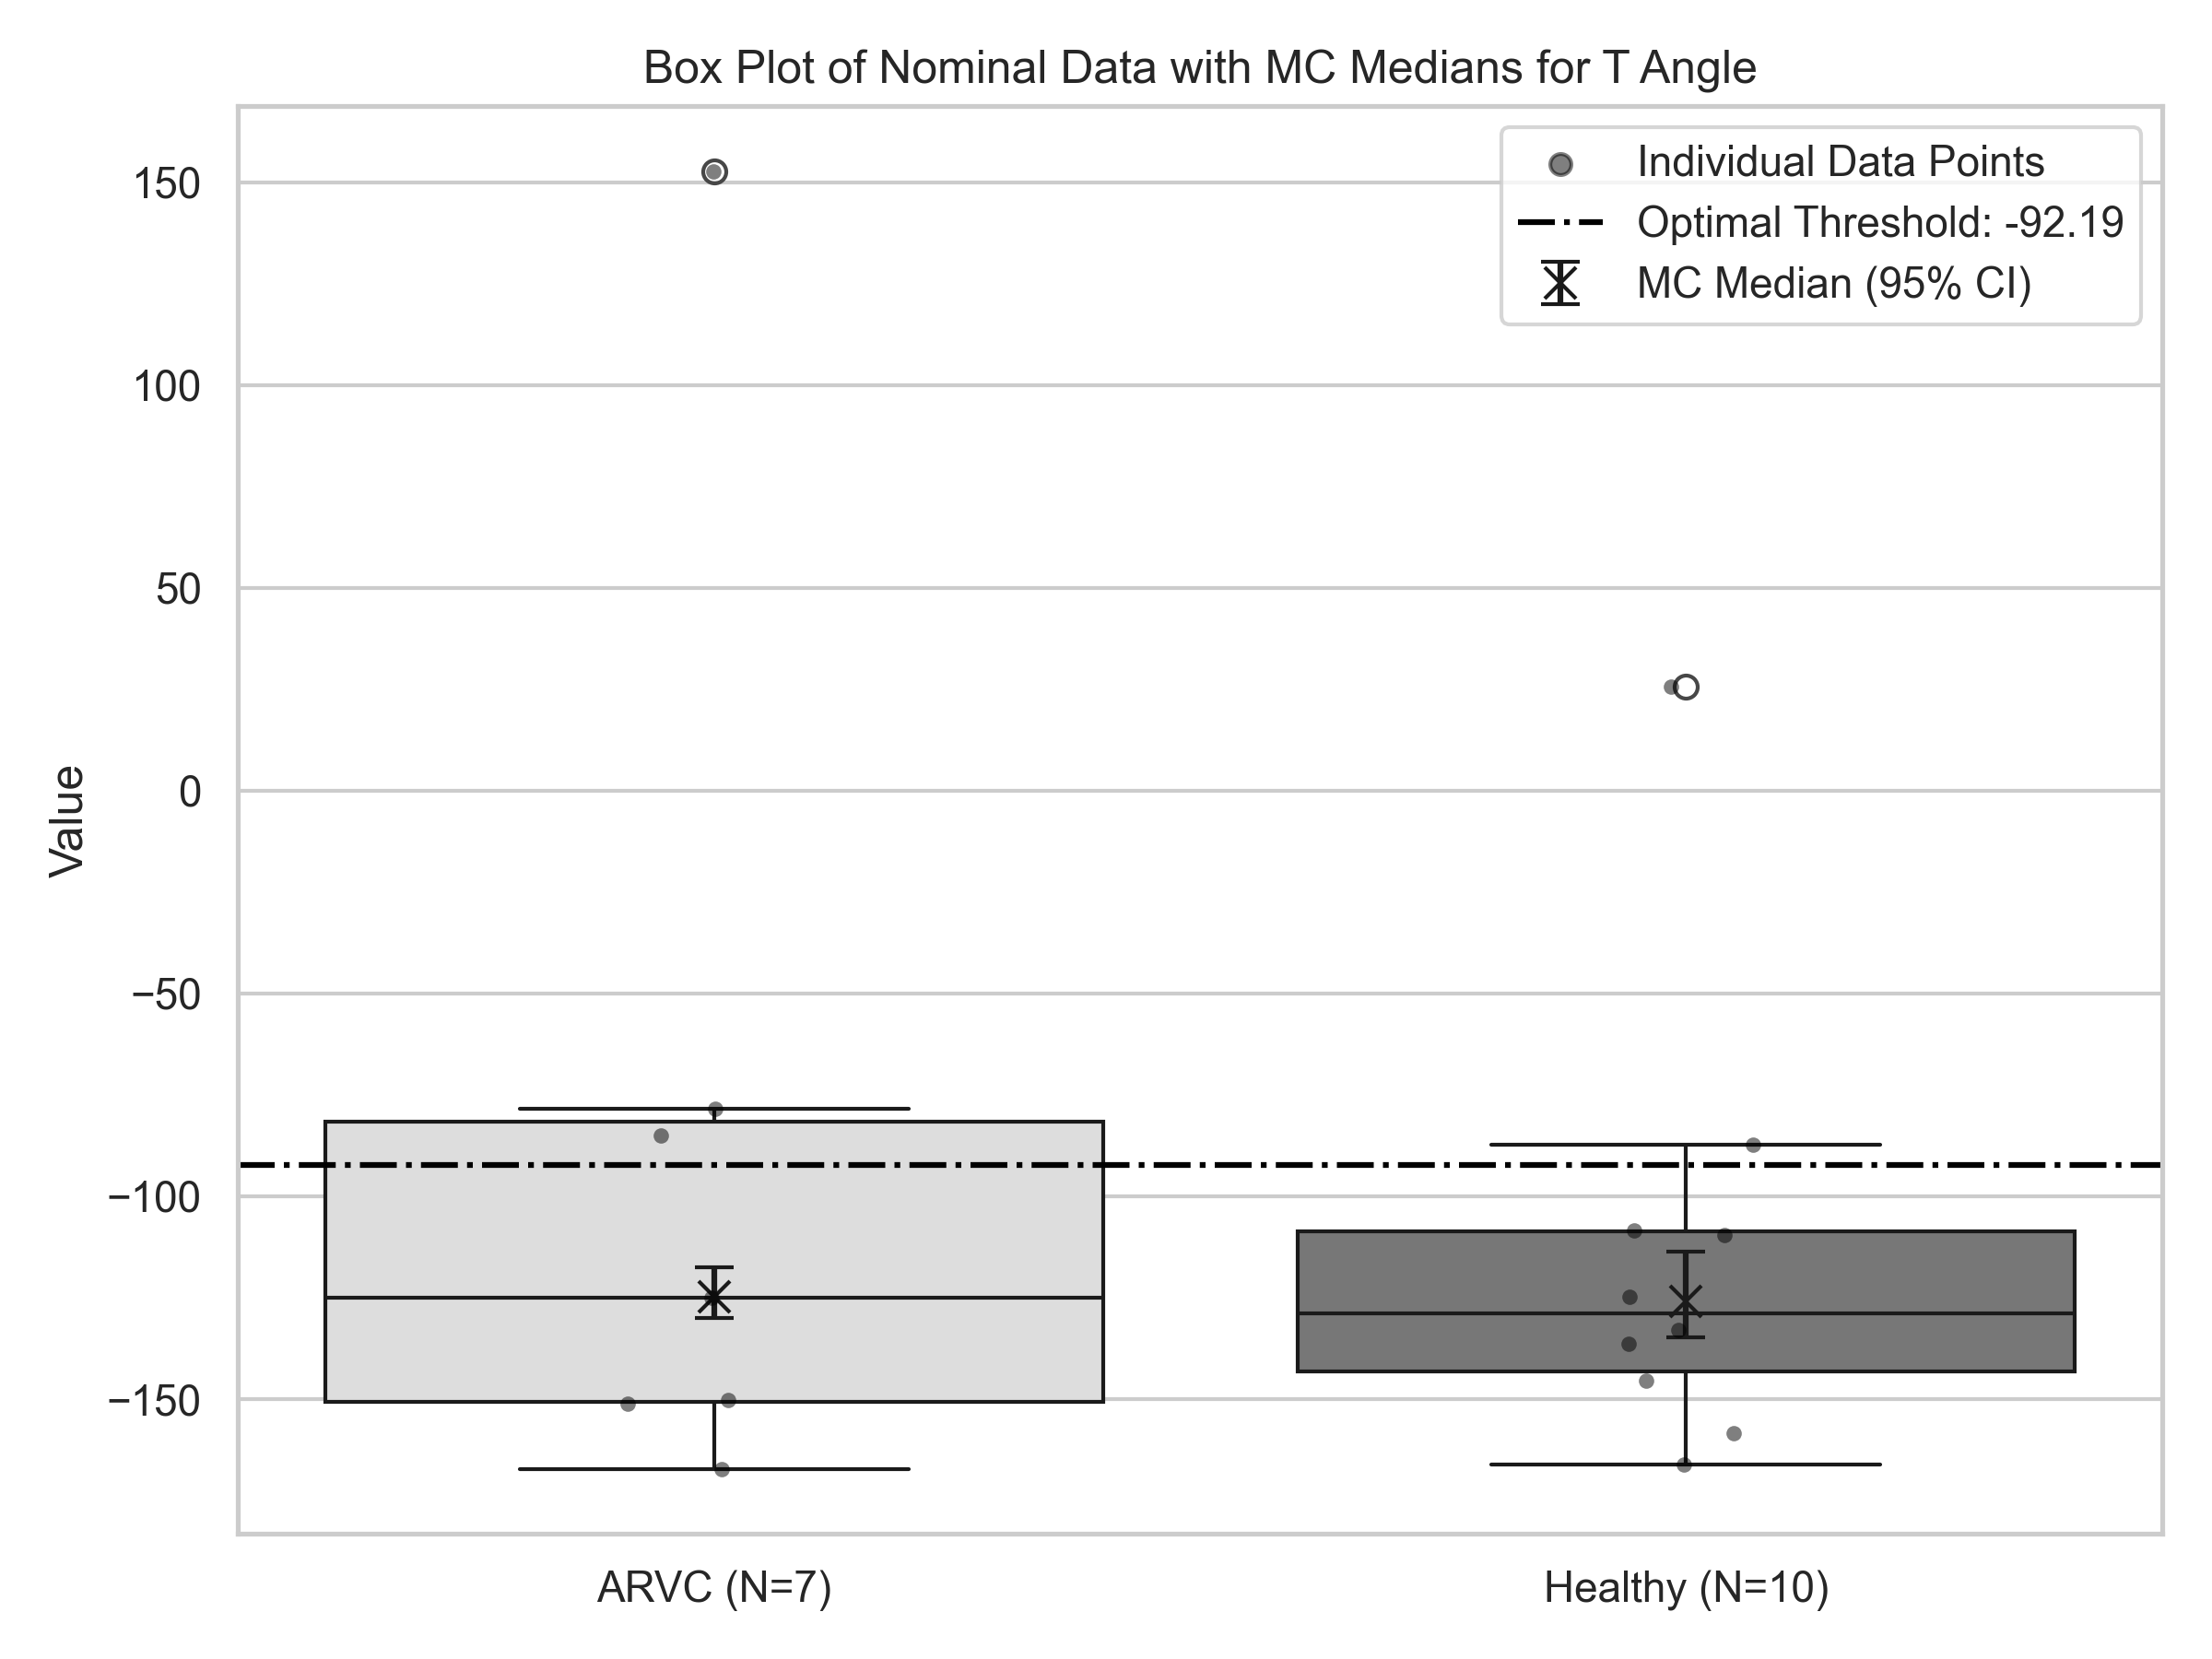 Box Plot of Nominal Data with MC Medians for T Angle
Individual Data Points
Optimal Threshold: -92.19
MC Median (95% CI)
150
100
50
0
−50
−100
−150
Value
ARVC (N=7)
Healthy (N=10)